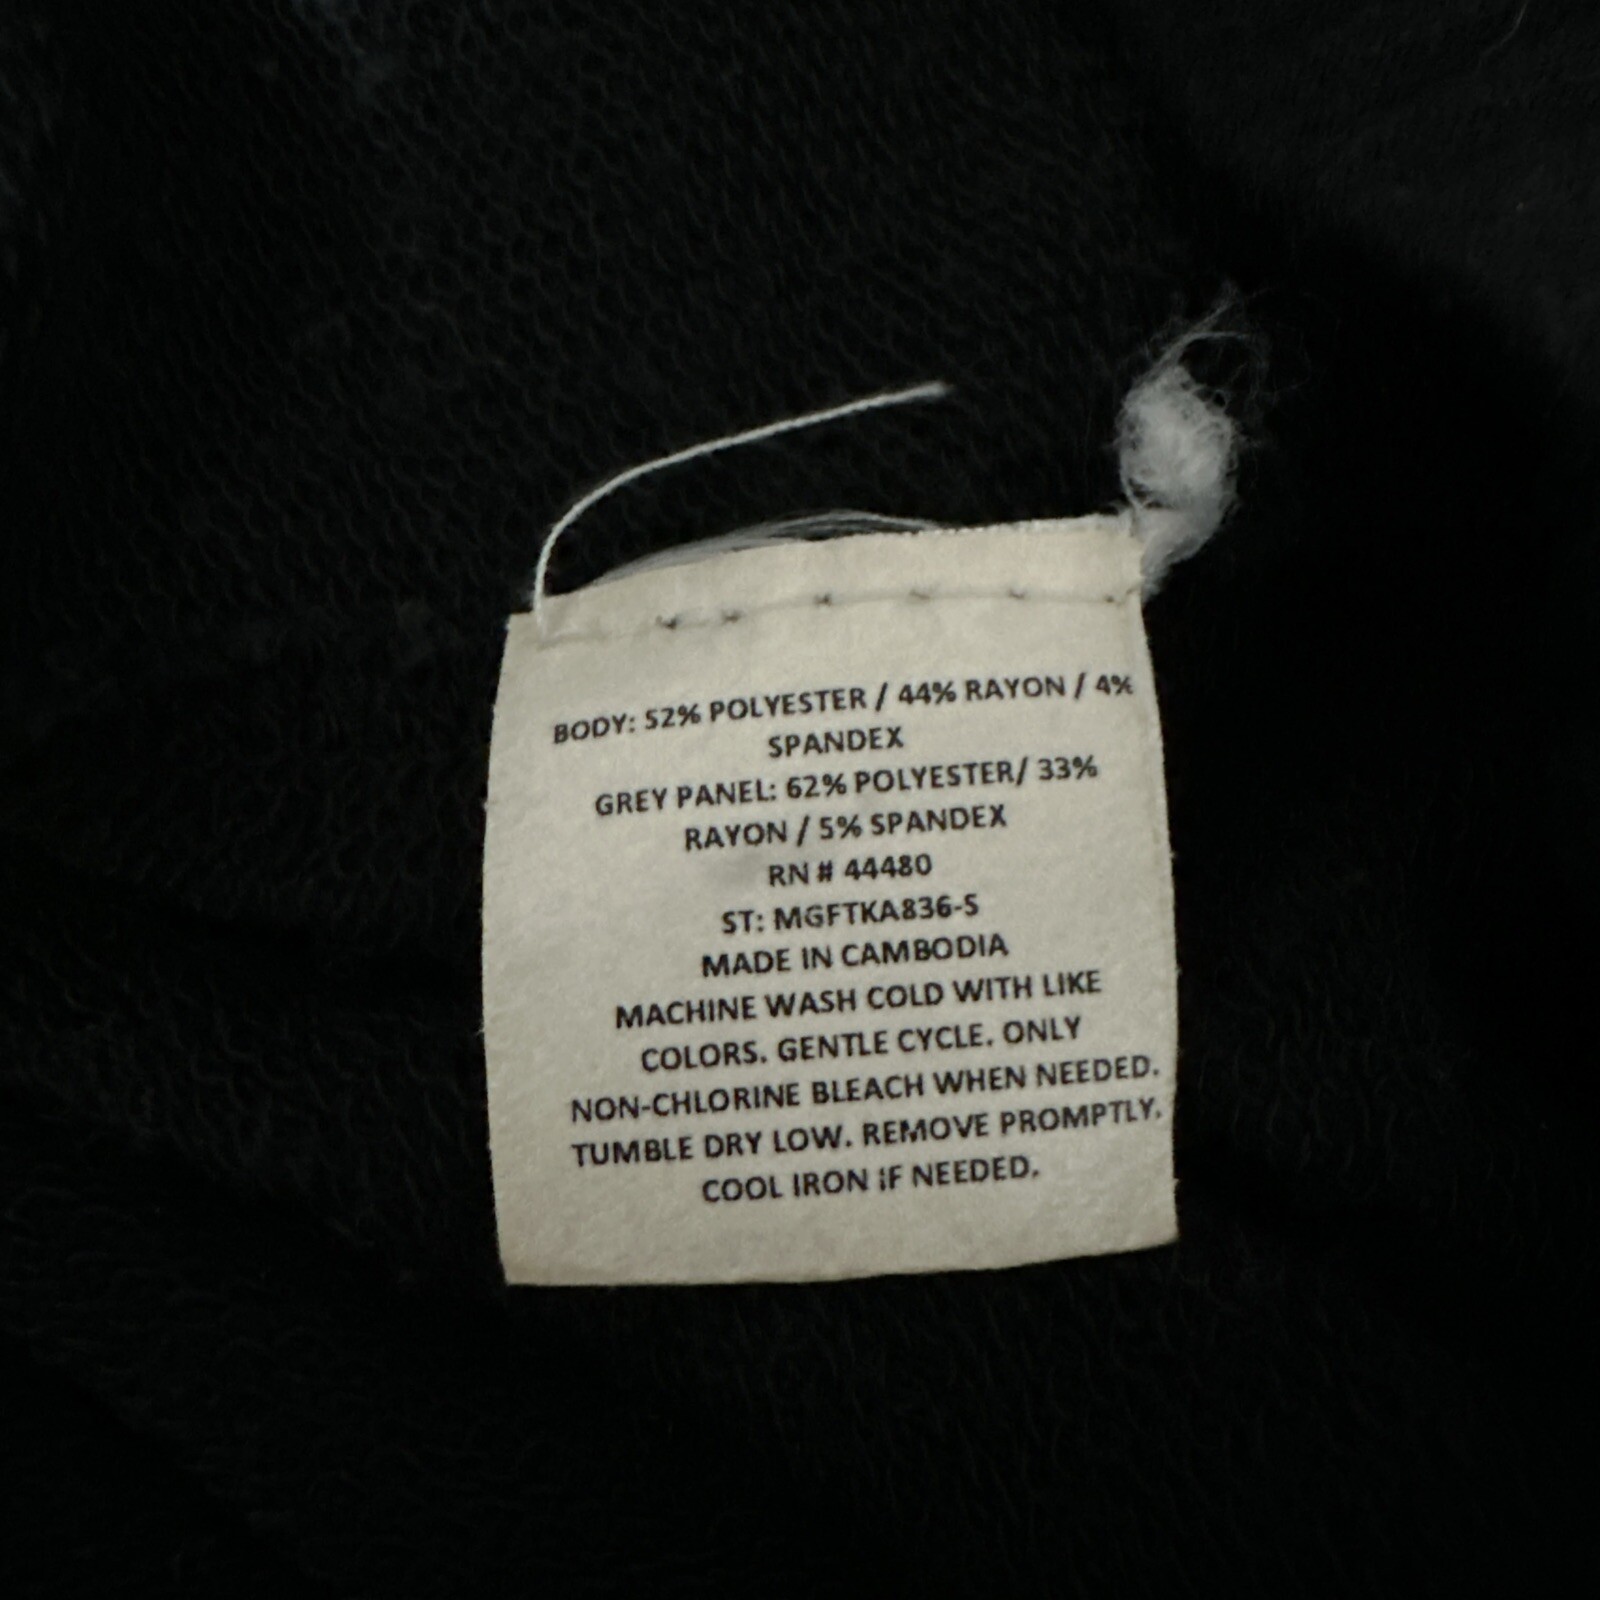 BODY: 52% POLYESTER / 44% RAYON / 4%
SPANDEX
GREY PANEL: 62% POLYESTER/ 33%
RAYON / 5% SPANDEX
RN # 44480
ST: MGFTKA836-S
MADE IN CAMBODIA
MACHINE WASH COLD WITH LIKE
COLORS. GENTLE CYCLE. ONLY
NON-CHLORINE BLEACH WHEN NEEDED.
TUMBLE DRY LOW. REMOVE PROMPTLY.
COOL IRON IF NEEDED.